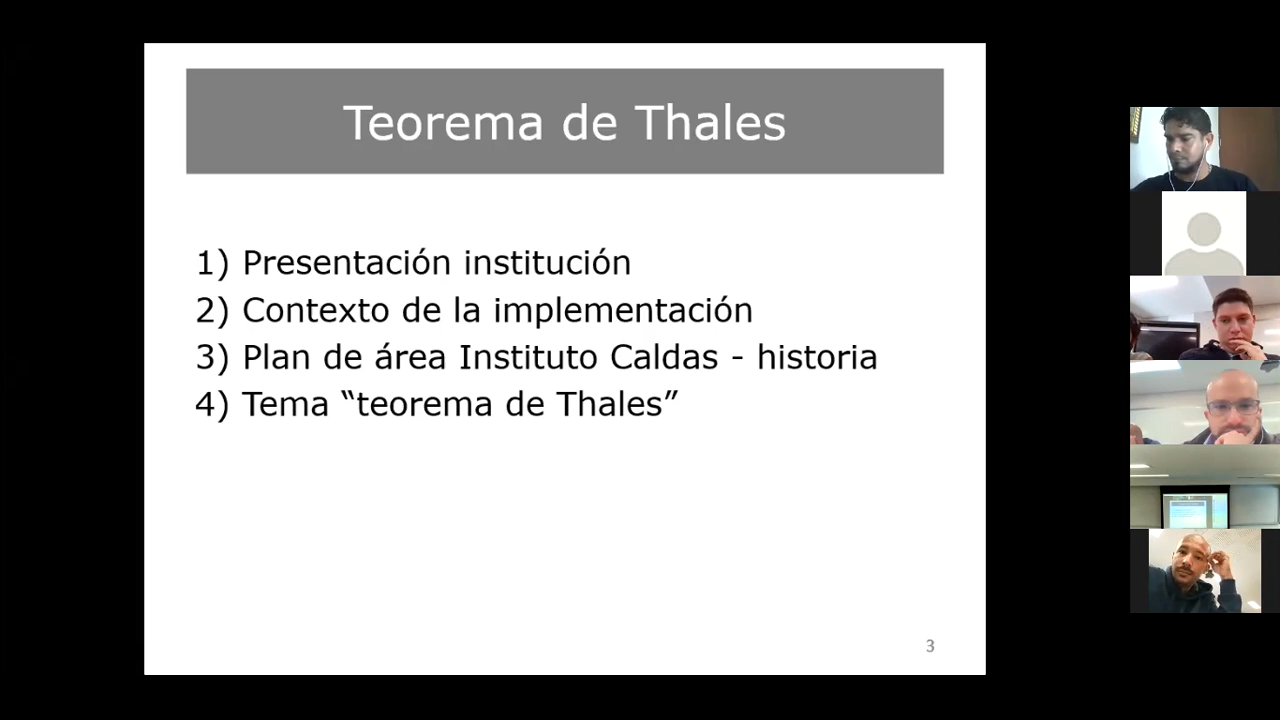 Teorema de Thales
1) Presentación institución
2) Contexto de la implementación
3) Plan de área Instituto Caldas - historia
4) Tema “teorema de Thales”
3